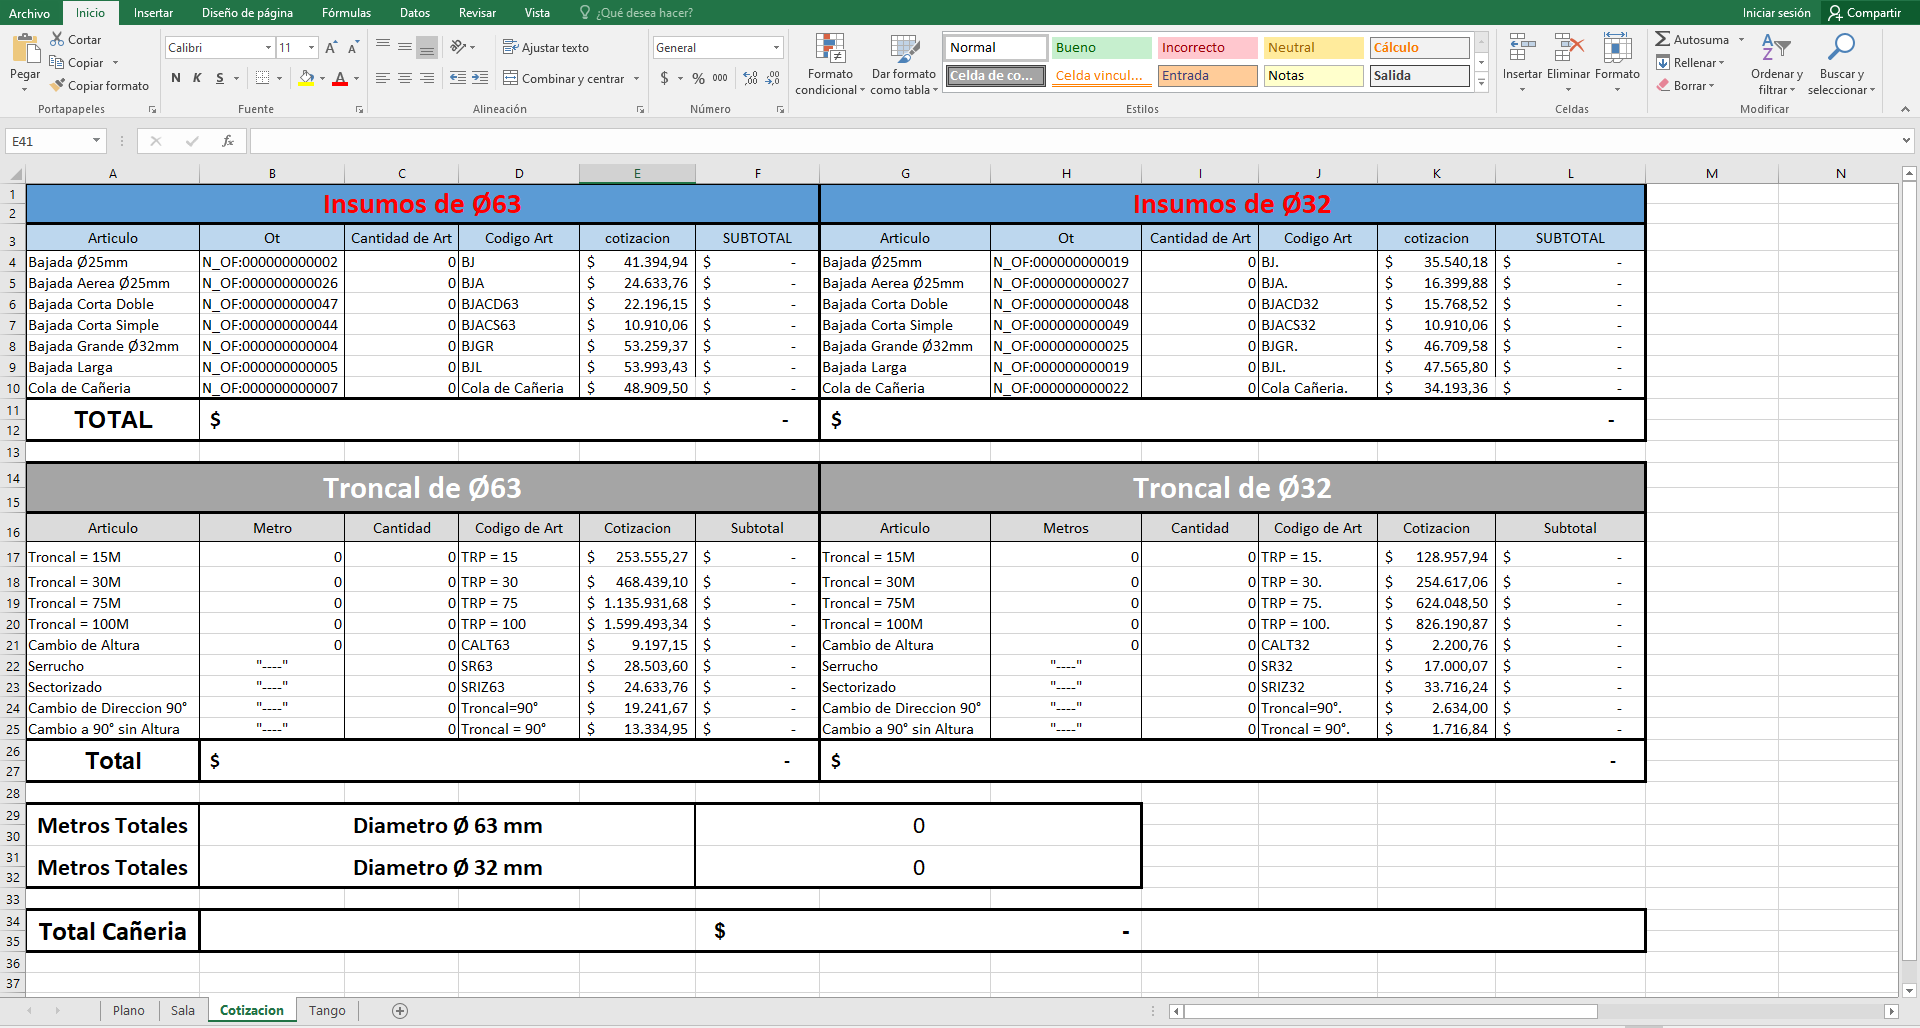 Archivo Inicio Insertar Diseño de página Fórmulas Datos Revisar Vista ¿Qué desea hacer? Iniciar sesión Compartir
Pegar
Cortar
Copiar
Copiar formato
Portapapeles
Calibri 11
N K S
Fuente
Ajustar texto
Combinar y centrar
Alineación
General
$ % 000
Número
Formato condicional
Dar formato como tabla
Normal Bueno Incorrecto Neutral Cálculo
Celda de co... Celda vincul... Entrada Notas Salida
Estilos
Insertar Eliminar Formato
Celdas
Autosuma
Rellenar
Borrar
Ordenar y filtrar
Buscar y seleccionar
Modificar
E41 fx
A B C D E F G H I J K L M N
1 Insumos de Ø63 Insumos de Ø32
2
3 Articulo Ot Cantidad de Art Codigo Art cotizacion SUBTOTAL Articulo Ot Cantidad de Art Codigo Art cotizacion SUBTOTAL
4 Bajada Ø25mm N_OF:000000000002 0 BJ $ 41.394,94 $ - Bajada Ø25mm N_OF:000000000019 0 BJ. $ 35.540,18 $ -
5 Bajada Aerea Ø25mm N_OF:000000000026 0 BJA $ 24.633,76 $ - Bajada Aerea Ø25mm N_OF:000000000027 0 BJA. $ 16.399,88 $ -
6 Bajada Corta Doble N_OF:000000000047 0 BJACD63 $ 22.196,15 $ - Bajada Corta Doble N_OF:000000000048 0 BJACD32 $ 15.768,52 $ -
7 Bajada Corta Simple N_OF:000000000044 0 BJACS63 $ 10.910,06 $ - Bajada Corta Simple N_OF:000000000049 0 BJACS32 $ 10.910,06 $ -
8 Bajada Grande Ø32mm N_OF:000000000004 0 BJGR $ 53.259,37 $ - Bajada Grande Ø32mm N_OF:000000000025 0 BJGR. $ 46.709,58 $ -
9 Bajada Larga N_OF:000000000005 0 BJL $ 53.993,43 $ - Bajada Larga N_OF:000000000019 0 BJL. $ 47.565,80 $ -
10 Cola de Cañeria N_OF:000000000007 0 Cola de Cañeria $ 48.909,50 $ - Cola de Cañeria N_OF:000000000022 0 Cola Cañeria. $ 34.193,36 $ -
11 TOTAL $ - $ -
12
13
14 Troncal de Ø63 Troncal de Ø32
15
16 Articulo Metro Cantidad Codigo de Art Cotizacion Subtotal Articulo Metros Cantidad Codigo de Art Cotizacion Subtotal
17 Troncal = 15M 0 0 TRP = 15 $ 253.555,27 $ - Troncal = 15M 0 0 TRP = 15. $ 128.957,94 $ -
18 Troncal = 30M 0 0 TRP = 30 $ 468.439,10 $ - Troncal = 30M 0 0 TRP = 30. $ 254.617,06 $ -
19 Troncal = 75M 0 0 TRP = 75 $ 1.135.931,68 $ - Troncal = 75M 0 0 TRP = 75. $ 624.048,50 $ -
20 Troncal = 100M 0 0 TRP = 100 $ 1.599.493,34 $ - Troncal = 100M 0 0 TRP = 100. $ 826.190,87 $ -
21 Cambio de Altura 0 0 CALT63 $ 9.197,15 $ - Cambio de Altura 0 0 CALT32 $ 2.200,76 $ -
22 Serrucho "----" 0 SR63 $ 28.503,60 $ - Serrucho "----" 0 SR32 $ 17.000,07 $ -
23 Sectorizado "----" 0 SRIZ63 $ 24.633,76 $ - Sectorizado "----" 0 SRIZ32 $ 33.716,24 $ -
24 Cambio de Direccion 90° "----" 0 Troncal=90° $ 19.241,67 $ - Cambio de Direccion 90° "----" 0 Troncal=90°. $ 2.634,00 $ -
25 Cambio a 90° sin Altura "----" 0 Troncal = 90° $ 13.334,95 $ - Cambio a 90° sin Altura "----" 0 Troncal = 90°. $ 1.716,84 $ -
26 Total $ - $ -
27
28
29 Metros Totales Diametro Ø 63 mm 0
30
31 Metros Totales Diametro Ø 32 mm 0
32
33
34 Total Cañeria $ -
35
36
37
Plano Sala Cotizacion Tango